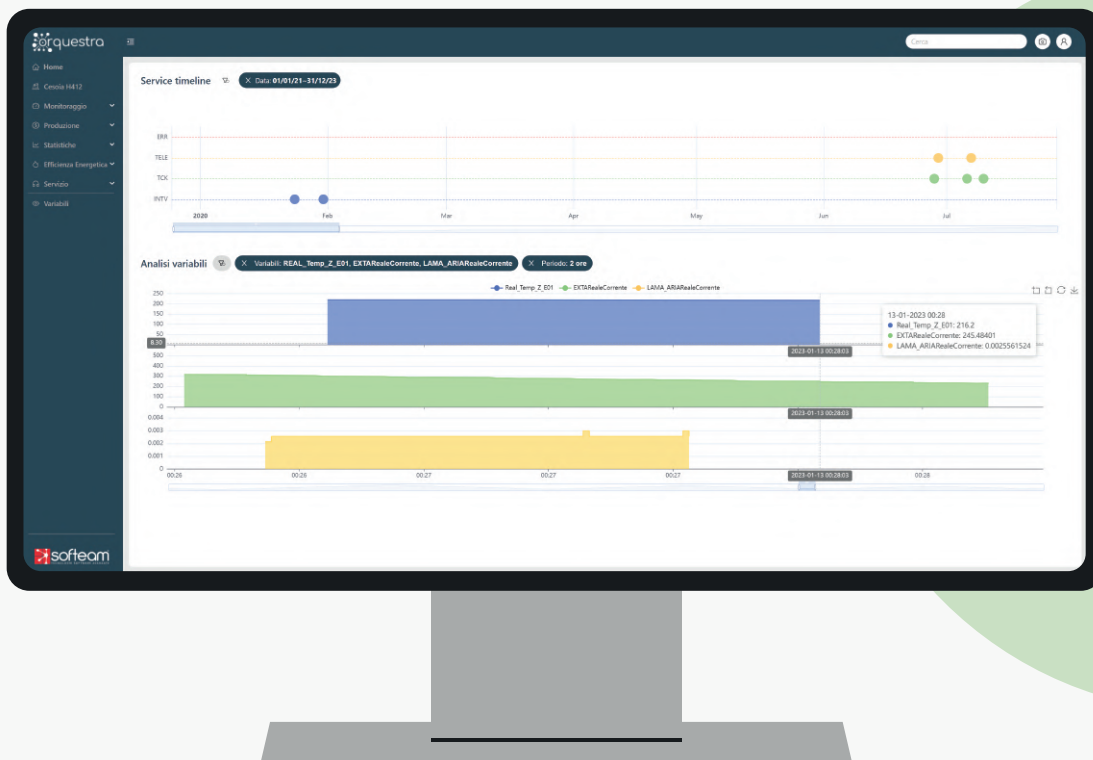 orquestra
Cerca
Home
Cesoia H412
Monitoraggio
Produzione
Statistiche
Efficienza Energetica
Servizio
Variabili
softeam
Service timeline
Data: 01/01/21–31/12/23
ERR
TELE
TCK
INTV
2020 Feb Mar Apr May Jun Jul
Analisi variabili
Variabili: REAL_Temp_Z_E01, EXTARealeCorrente, LAMA_ARIARealeCorrente
Periodo: 2 ore
Real_Temp_Z_E01 EXTARealeCorrente LAMA_ARIARealeCorrente
250
200
150
100
50
8.50
2023-01-13 00:28:03
13-01-2023 00:28
Real_Temp_Z_E01: 216.2
EXTARealeCorrente: 245.48401
LAMA_ARIARealeCorrente: 0.0025561524
500
400
300
200
100
0
2023-01-13 00:28:03
0.004
0.003
0.002
0.001
0
00:26 00:26 00:27 00:27 00:27 2023-01-13 00:28:03 00:28